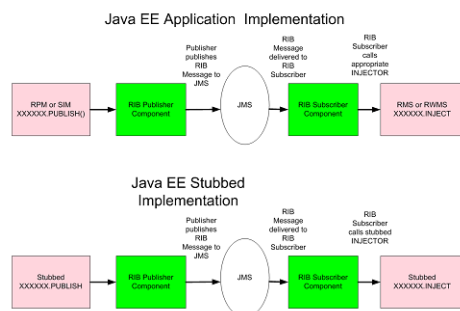 Java EE Application Implementation
Publisher
publishes
RIB
Message to
JMS
RIB
Message
delivered to
RIB
Subscriber
RIB
Subscriber
calls
appropriate
INJECTOR
RPM or SIM
XXXXXX.PUBLISH()
RIB Publisher
Component
JMS
RIB Subscriber
Component
RMS or RWMS
XXXXXX.INJECT
Java EE Stubbed
Implementation
Publisher
publishes
RIB
Message to
JMS
RIB
Message
delivered to
RIB
Subscriber
RIB
Subscriber
calls stubbed
INJECTOR
Stubbed
XXXXXX.PUBLISH
RIB Publisher
Component
JMS
RIB Subscriber
Component
Stubbed
XXXXXX.INJECT